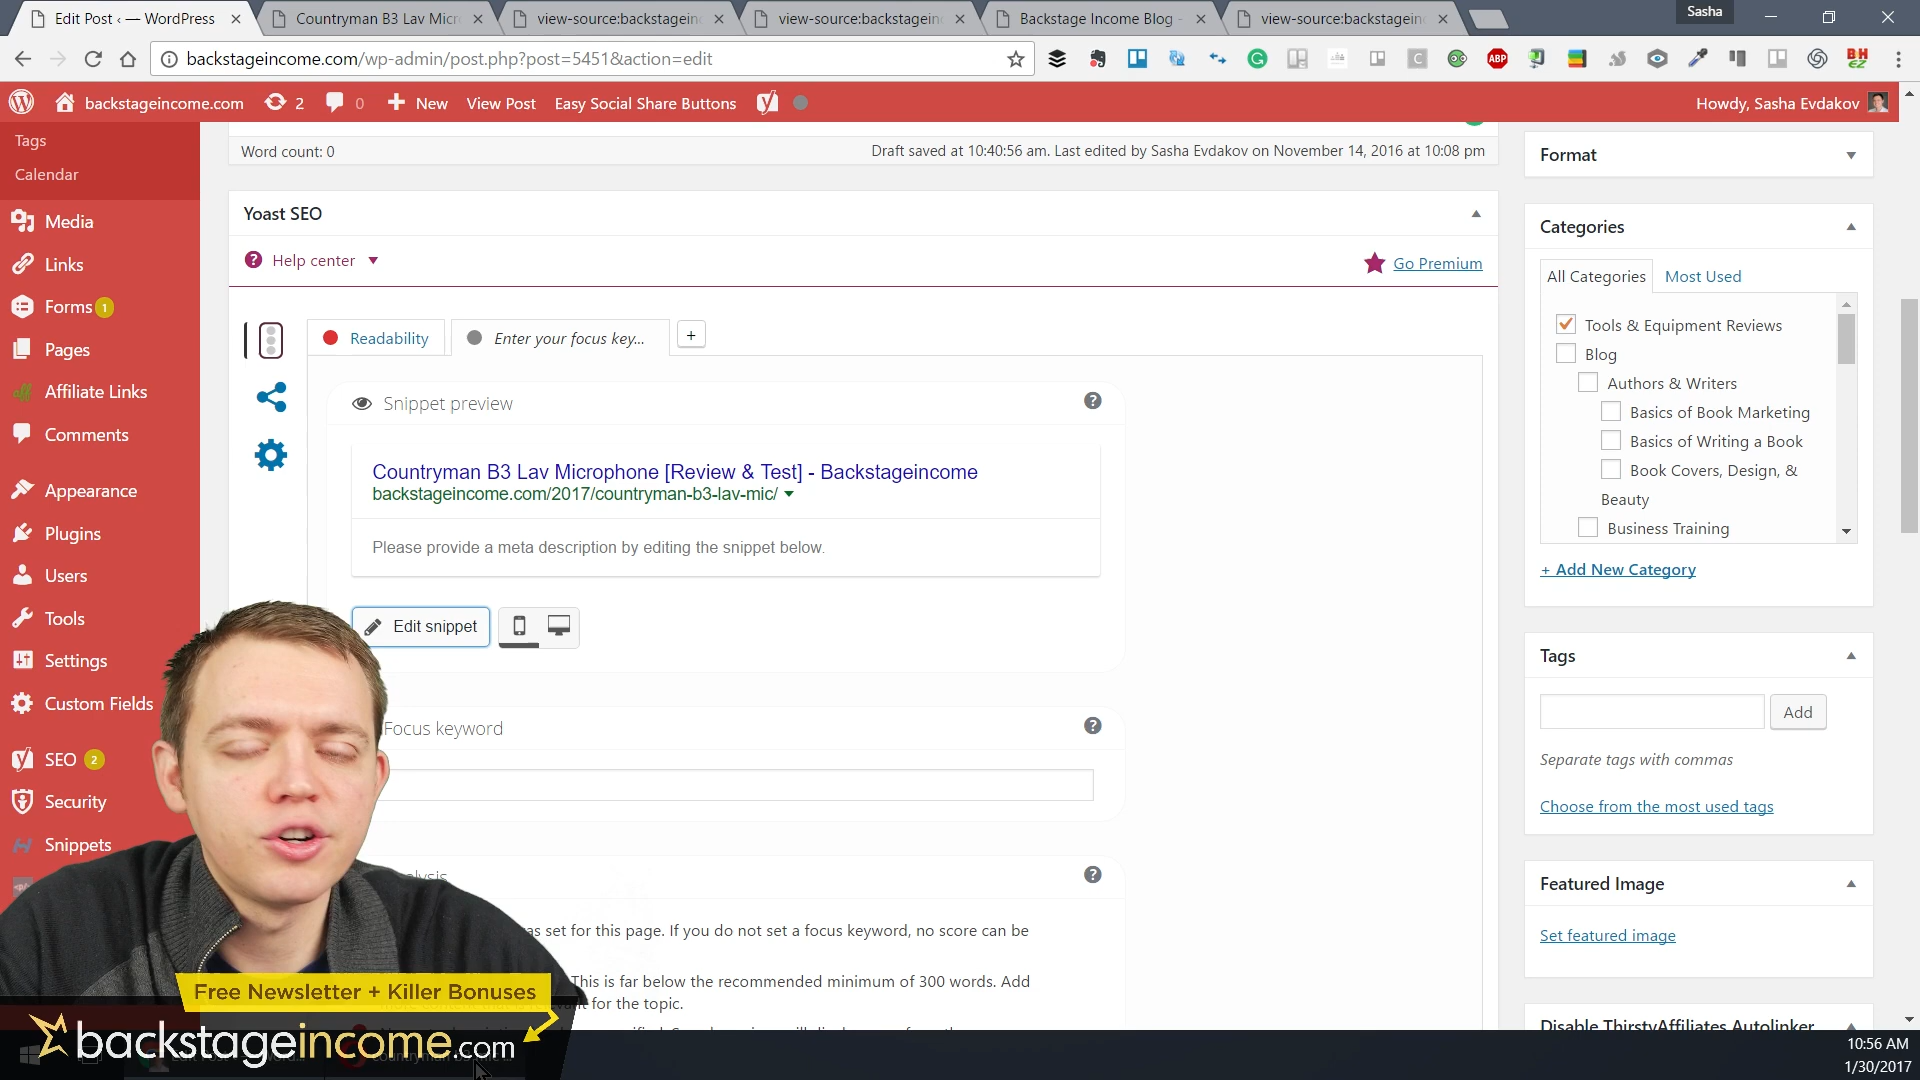 Edit Post ‹ — WordPress
Countryman B3 Lav Micr
view-source:backstagein
view-source:backstagein
Backstage Income Blog -
view-source:backstagein
Sasha
backstageincome.com/wp-admin/post.php?post=5451&action=edit
backstageincome.com
2
0
New
View Post
Easy Social Share Buttons
Howdy, Sasha Evdakov
Tags
Calendar
Media
Links
Forms 1
Pages
Affiliate Links
Comments
Appearance
Plugins
Users
Tools
Settings
Custom Fields
SEO 2
Security
Snippets
Word count: 0
Draft saved at 10:40:56 am. Last edited by Sasha Evdakov on November 14, 2016 at 10:08 pm
Yoast SEO
Help center
Go Premium
Readability
Enter your focus key...
+
Snippet preview
Countryman B3 Lav Microphone [Review & Test] - Backstageincome
backstageincome.com/2017/countryman-b3-lav-mic/
Please provide a meta description by editing the snippet below.
Edit snippet
Focus keyword
as set for this page. If you do not set a focus keyword, no score can be
This is far below the recommended minimum of 300 words. Add
for the topic.
Format
Categories
All Categories
Most Used
Tools & Equipment Reviews
Blog
Authors & Writers
Basics of Book Marketing
Basics of Writing a Book
Book Covers, Design, &
Beauty
Business Training
+ Add New Category
Tags
Add
Separate tags with commas
Choose from the most used tags
Featured Image
Set featured image
Disable ThirstyAffiliates Autolinker
Free Newsletter + Killer Bonuses
backstageincome.com
10:56 AM
1/30/2017
ABP